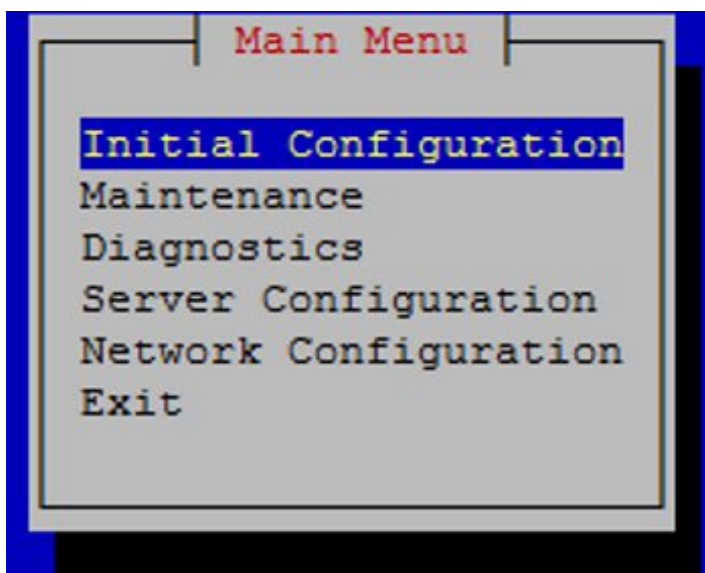 Main Menu
Initial Configuration
Maintenance
Diagnostics
Server Configuration
Network Configuration
Exit